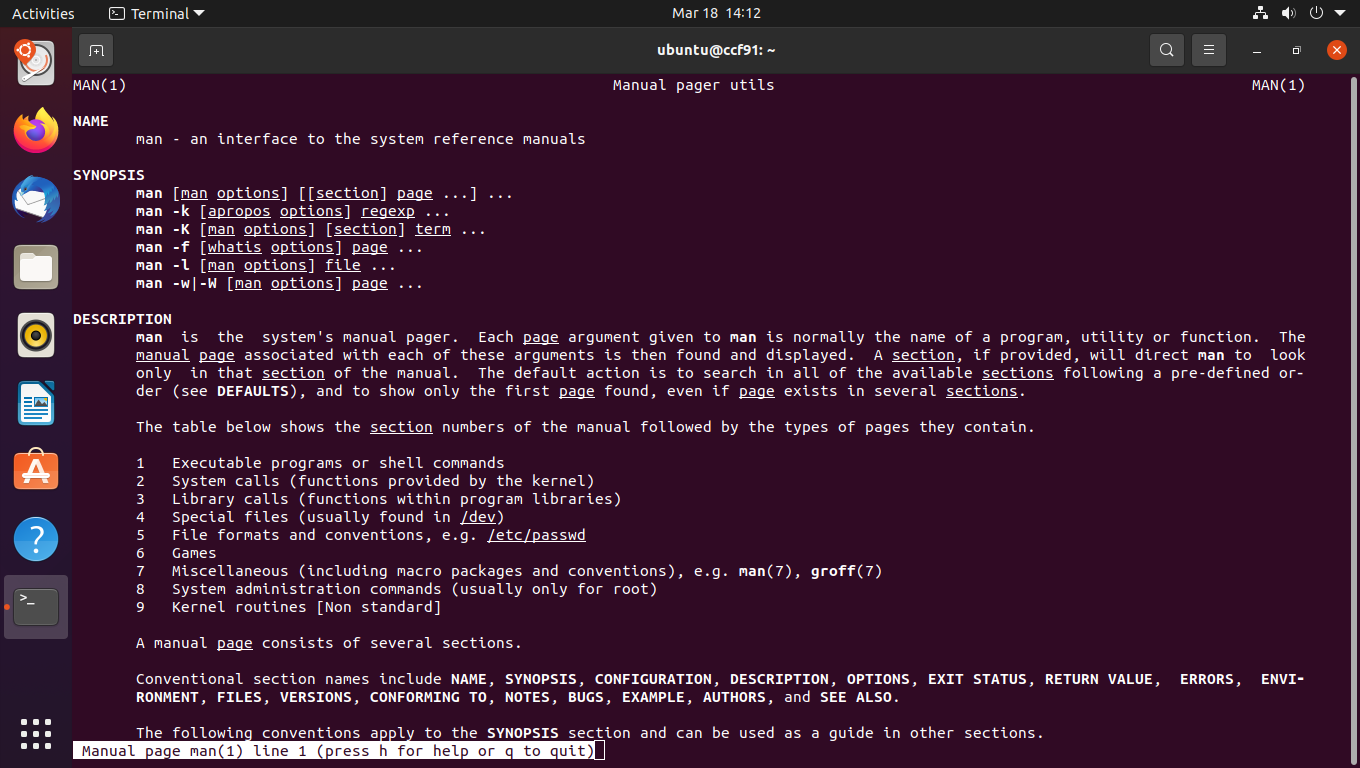 Activities Terminal Mar 18 14:12
ubuntu@ccf91: ~
MAN(1) Manual pager utils MAN(1)
NAME
man - an interface to the system reference manuals
SYNOPSIS
man [man options] [[section] page ...] ...
man -k [apropos options] regexp ...
man -K [man options] [section] term ...
man -f [whatis options] page ...
man -l [man options] file ...
man -w|-W [man options] page ...
DESCRIPTION
man is the system's manual pager. Each page argument given to man is normally the name of a program, utility or function. The
manual page associated with each of these arguments is then found and displayed. A section, if provided, will direct man to look
only in that section of the manual. The default action is to search in all of the available sections following a pre-defined or-
der (see DEFAULTS), and to show only the first page found, even if page exists in several sections.
The table below shows the section numbers of the manual followed by the types of pages they contain.
1 Executable programs or shell commands
2 System calls (functions provided by the kernel)
3 Library calls (functions within program libraries)
4 Special files (usually found in /dev)
5 File formats and conventions, e.g. /etc/passwd
6 Games
7 Miscellaneous (including macro packages and conventions), e.g. man(7), groff(7)
8 System administration commands (usually only for root)
9 Kernel routines [Non standard]
A manual page consists of several sections.
Conventional section names include NAME, SYNOPSIS, CONFIGURATION, DESCRIPTION, OPTIONS, EXIT STATUS, RETURN VALUE, ERRORS, ENVI-
RONMENT, FILES, VERSIONS, CONFORMING TO, NOTES, BUGS, EXAMPLE, AUTHORS, and SEE ALSO.
The following conventions apply to the SYNOPSIS section and can be used as a guide in other sections.
Manual page man(1) line 1 (press h for help or q to quit)